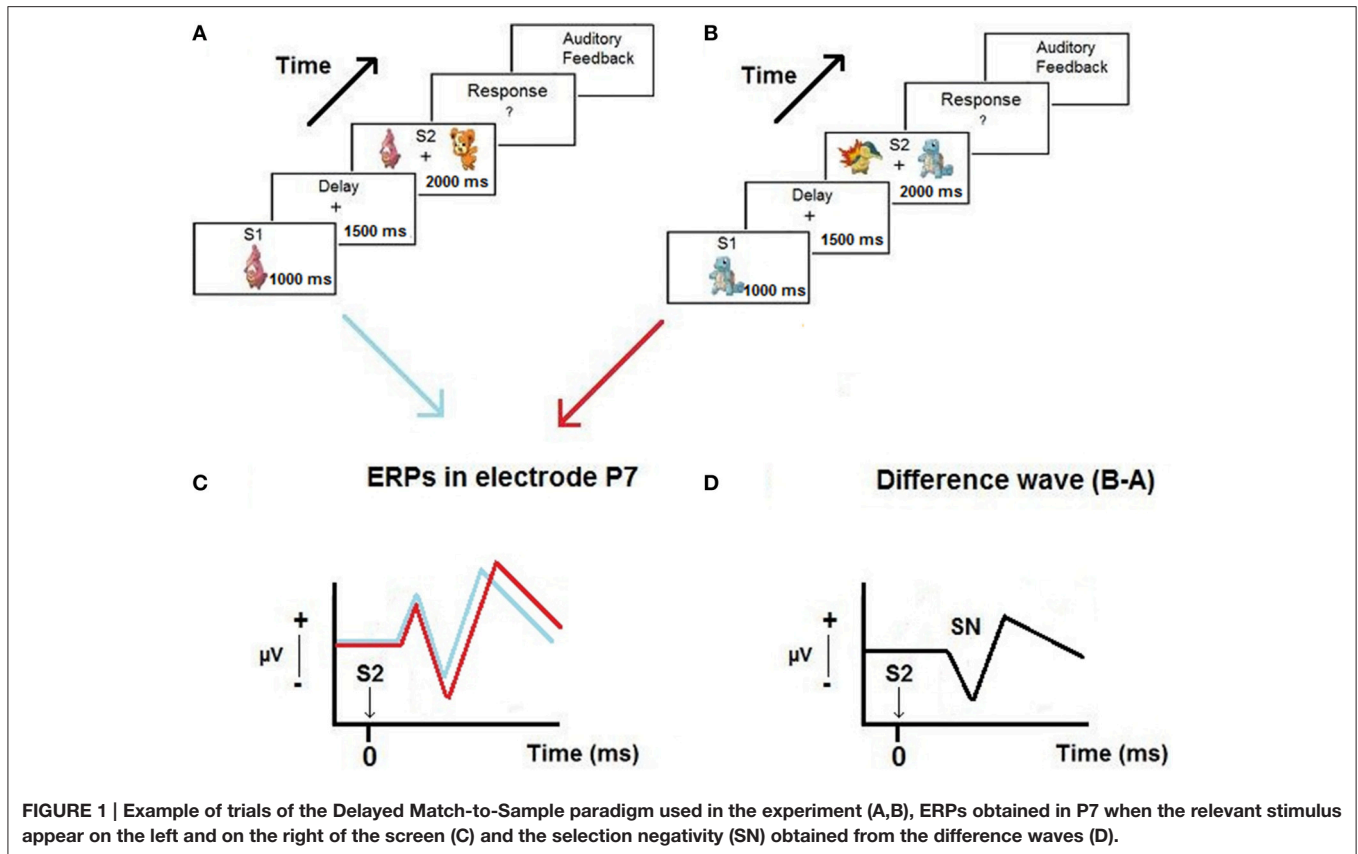 A
Time
Auditory
Feedback
Response
?
S2
+
2000 ms
Delay
+
1500 ms
S1
1000 ms
B
Time
Auditory
Feedback
Response
?
S2
+
2000 ms
Delay
+
1500 ms
S1
1000 ms
C
ERPs in electrode P7
+
µV
-
S2
0
Time (ms)
D
Difference wave (B-A)
+
µV
-
SN
S2
0
Time (ms)
FIGURE 1 | Example of trials of the Delayed Match-to-Sample paradigm used in the experiment (A,B), ERPs obtained in P7 when the relevant stimulus
appear on the left and on the right of the screen (C) and the selection negativity (SN) obtained from the difference waves (D).